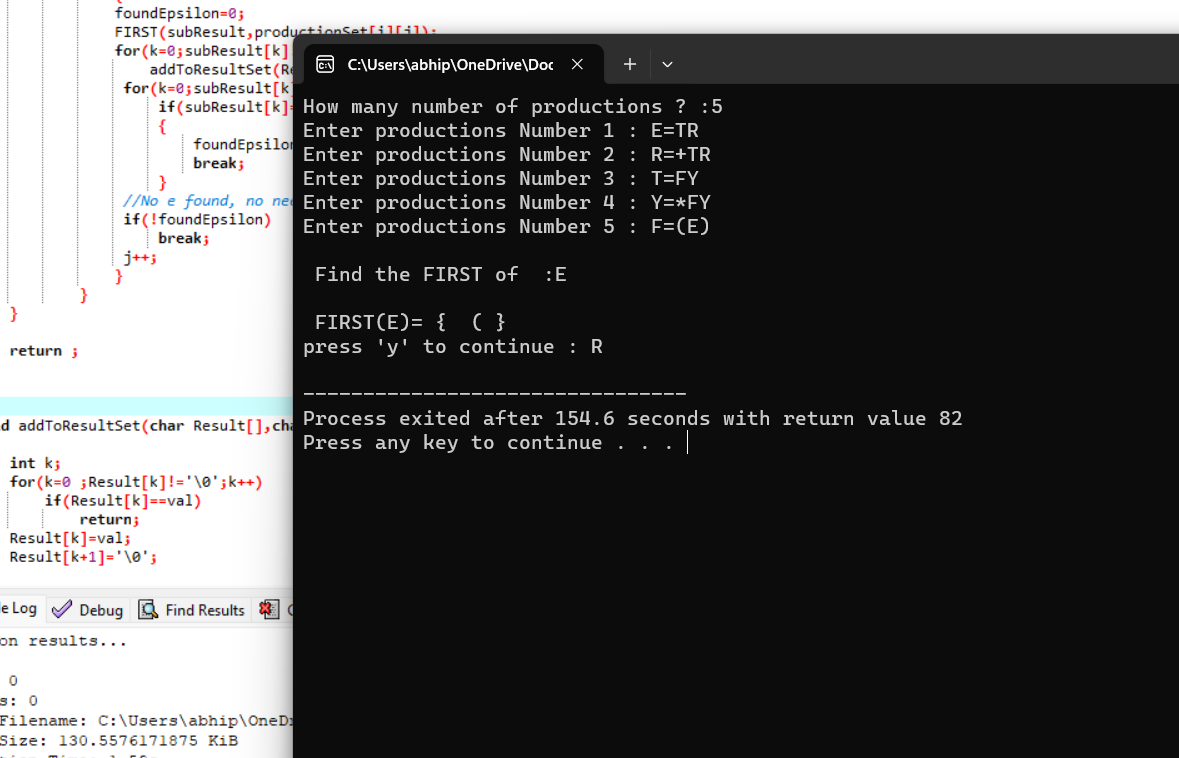 foundEpsilon=0;
FIRST(subResult,productionSet[i][j]);
for(k=0;subResult[k]
addToResultSet(Re
for(k=0;subResult[k]
if(subResult[k]=
{
foundEpsilon
break;
}
//No e found, no nee
if(!foundEpsilon)
break;
j++;
}
}
}
return ;
d addToResultSet(char Result[],cha
int k;
for(k=0 ;Result[k]!='\0';k++)
if(Result[k]==val)
return;
Result[k]=val;
Result[k+1]='\0';
e Log Debug Find Results
on results...
0
s: 0
Filename: C:\Users\abhip\OneDr
Size: 130.5576171875 KiB
C:\Users\abhip\OneDrive\Doc
How many number of productions ? :5
Enter productions Number 1 : E=TR
Enter productions Number 2 : R=+TR
Enter productions Number 3 : T=FY
Enter productions Number 4 : Y=*FY
Enter productions Number 5 : F=(E)
Find the FIRST of :E
FIRST(E)= { ( }
press 'y' to continue : R
--------------------------------
Process exited after 154.6 seconds with return value 82
Press any key to continue . . .